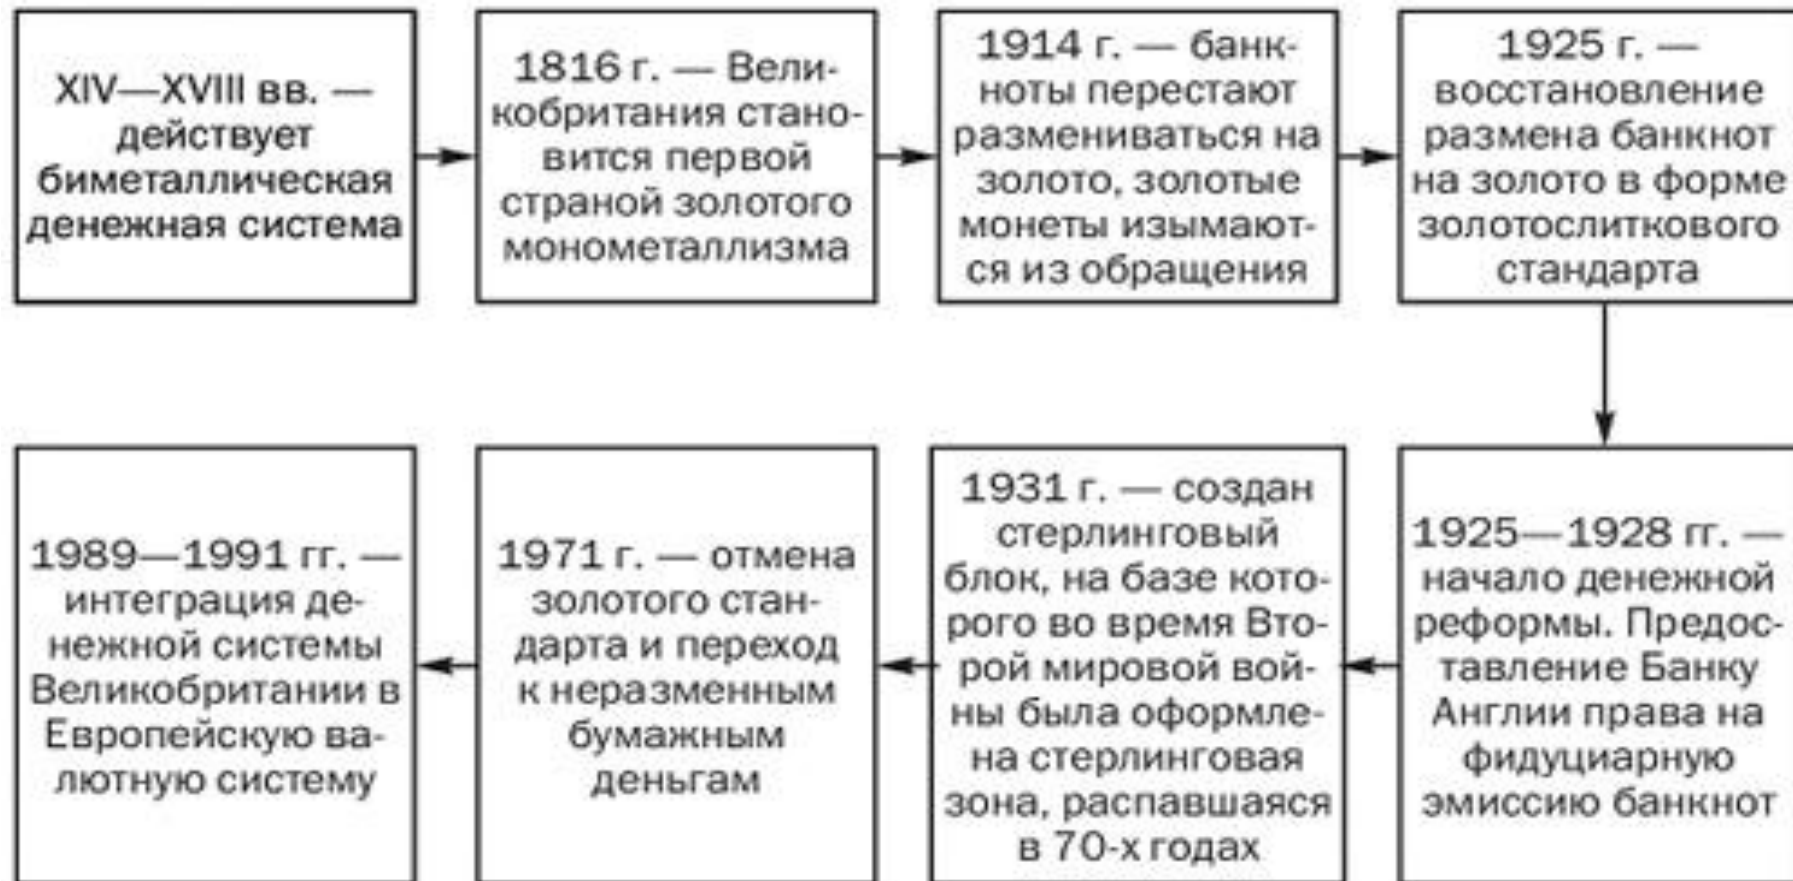 XIV—XVIII вв. —
действует
биметаллическая
денежная система
1816 г. — Вели-
кобритания стано-
вится первой
страной золотого
монометаллизма
1914 г. — банк-
ноты перестают
размениваться на
золото, золотые
монеты изымают-
ся из обращения
1925 г. —
восстановление
размена банкнот
на золото в форме
золотослиткового
стандарта
1925—1928 гг. —
начало денежной
реформы. Предос-
тавление Банку
Англии права на
фидуциарную
эмиссию банкнот
1931 г. — создан
стерлинговый
блок, на базе кото-
рого во время Вто-
рой мировой вой-
ны была оформле-
на стерлинговая
зона, распавшаяся
в 70-х годах
1971 г. — отмена
золотого стан-
дарта и переход
к неразменным
бумажным
деньгам
1989—1991 гг. —
интеграция де-
нежной системы
Великобритании в
Европейскую ва-
лютную систему